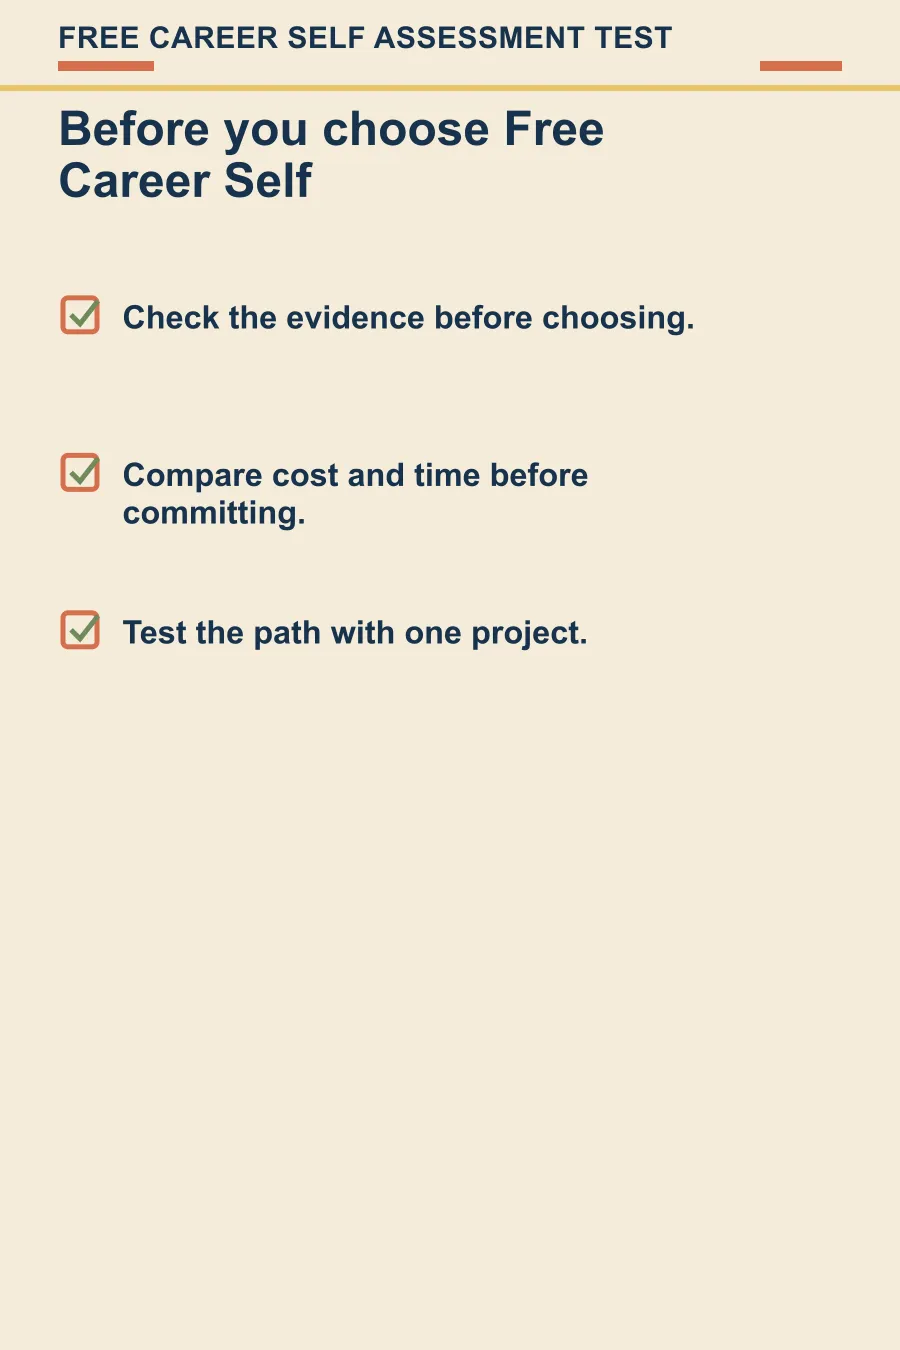 FREE CAREER SELF ASSESSMENT TEST
Before you choose Free
Career Self
Check the evidence before choosing.
Compare cost and time before
committing.
Test the path with one project.